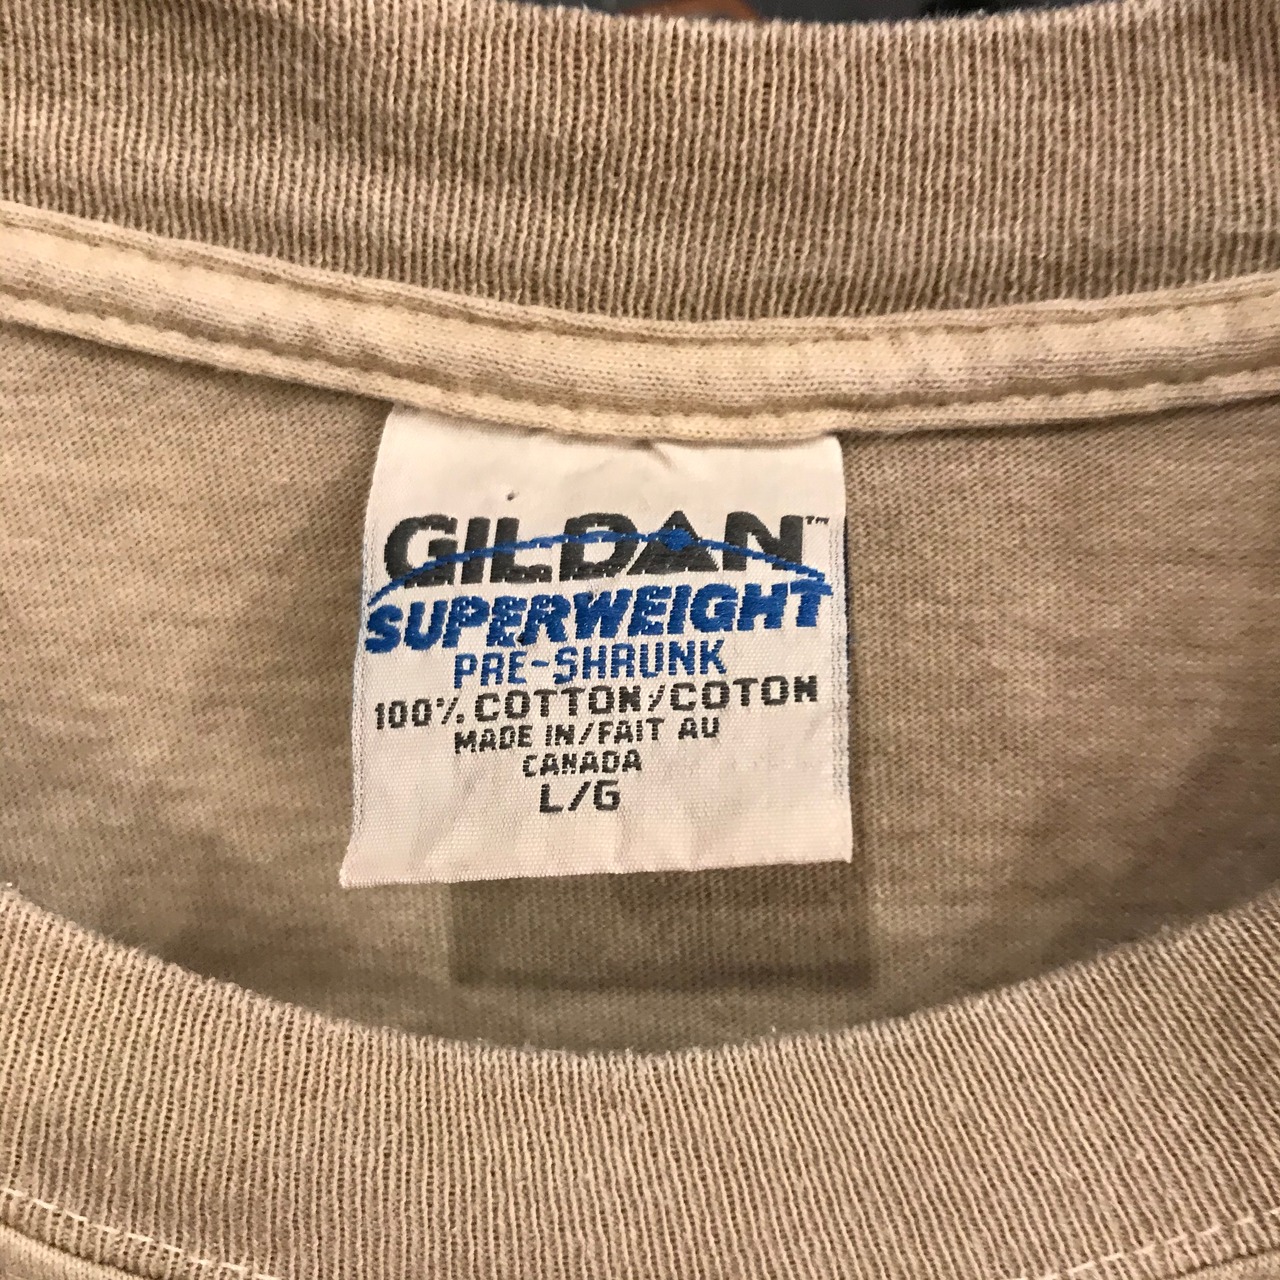 GILDAN™
SUPERWEIGHT
PRE-SHRUNK
100% COTTON/COTON
MADE IN/FAIT AU
CANADA
L/G